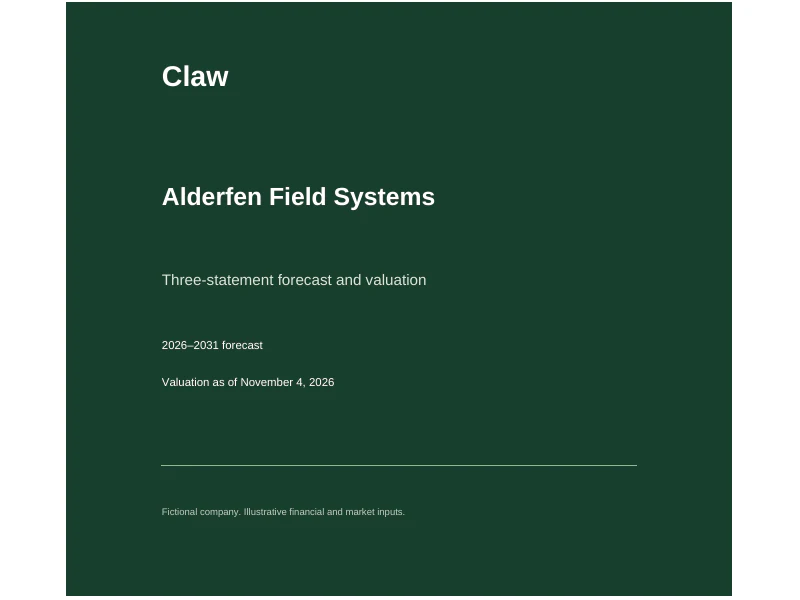 Claw
Alderfen Field Systems
Three-statement forecast and valuation
2026–2031 forecast
Valuation as of November 4, 2026
Fictional company. Illustrative financial and market inputs.